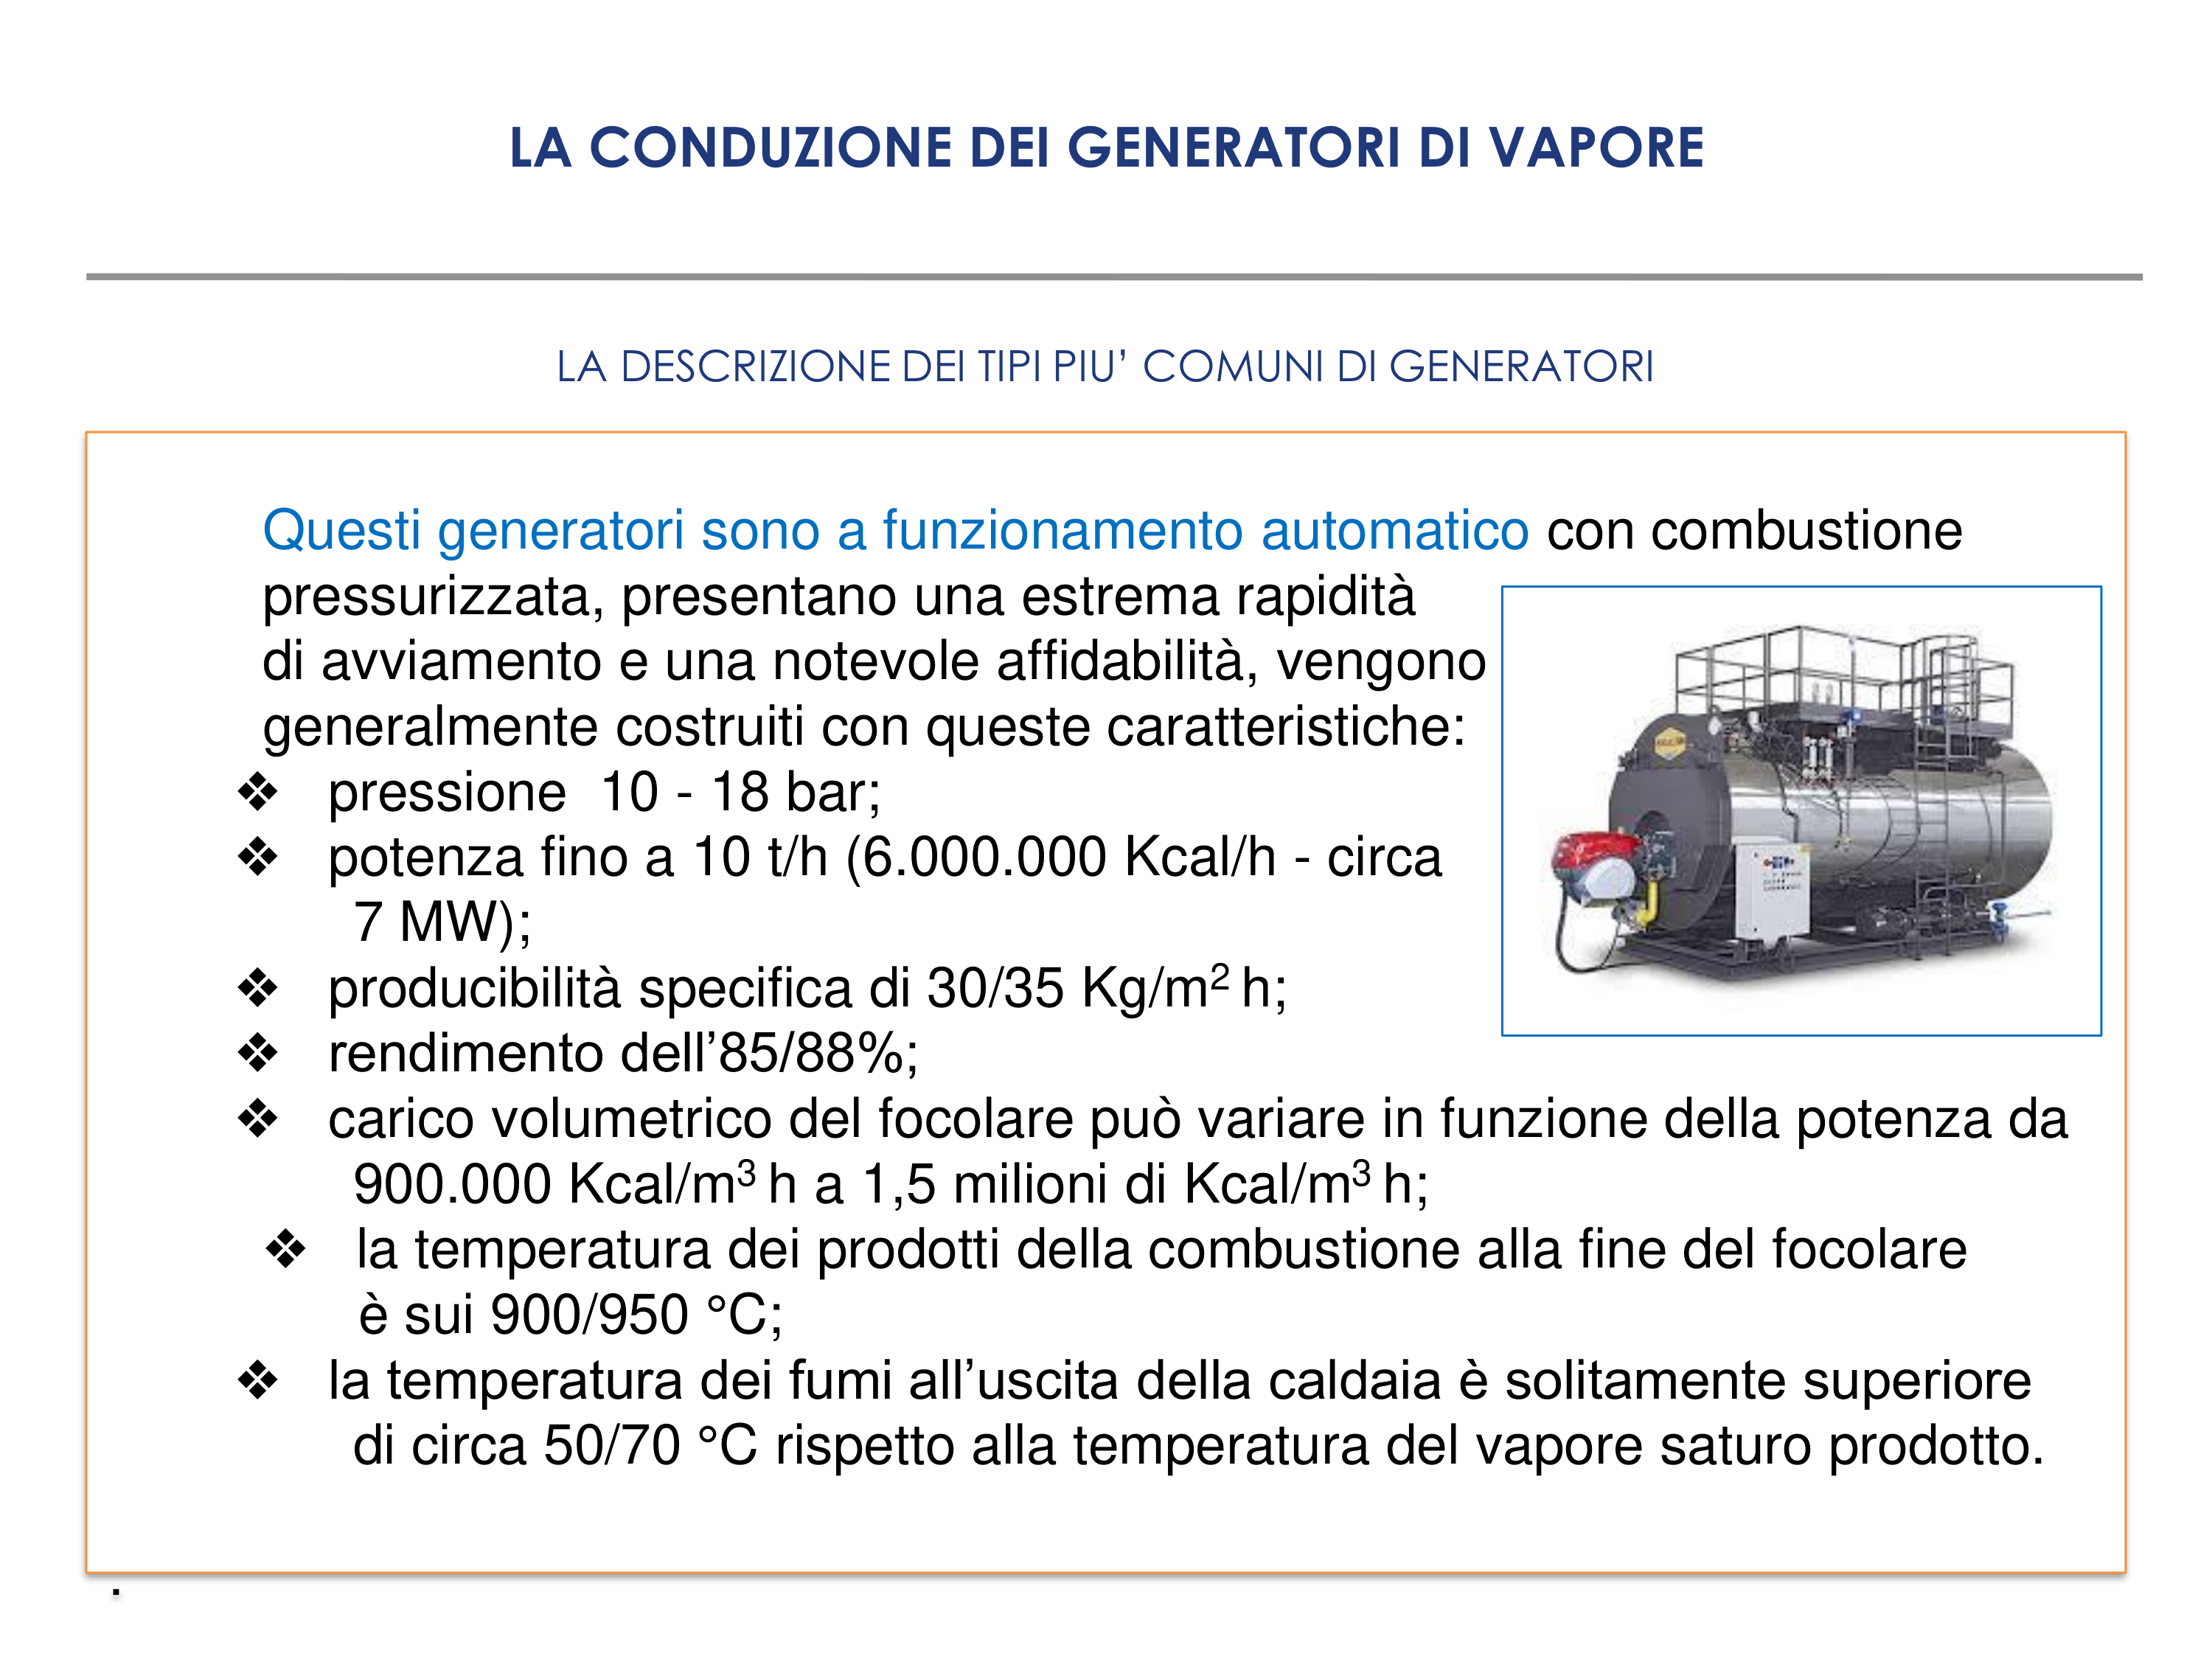 LA CONDUZIONE DEI GENERATORI DI VAPORE
LA DESCRIZIONE DEI TIPI PIU’ COMUNI DI GENERATORI
Questi generatori sono a funzionamento automatico con combustione
pressurizzata, presentano una estrema rapidità
di avviamento e una notevole affidabilità, vengono
generalmente costruiti con queste caratteristiche:
❖ pressione 10 - 18 bar;
❖ potenza fino a 10 t/h (6.000.000 Kcal/h - circa
7 MW);
❖ producibilità specifica di 30/35 Kg/m² h;
❖ rendimento dell’85/88%;
❖ carico volumetrico del focolare può variare in funzione della potenza da
900.000 Kcal/m³ h a 1,5 milioni di Kcal/m³ h;
❖ la temperatura dei prodotti della combustione alla fine del focolare
è sui 900/950 °C;
❖ la temperatura dei fumi all’uscita della caldaia è solitamente superiore
di circa 50/70 °C rispetto alla temperatura del vapore saturo prodotto.
.